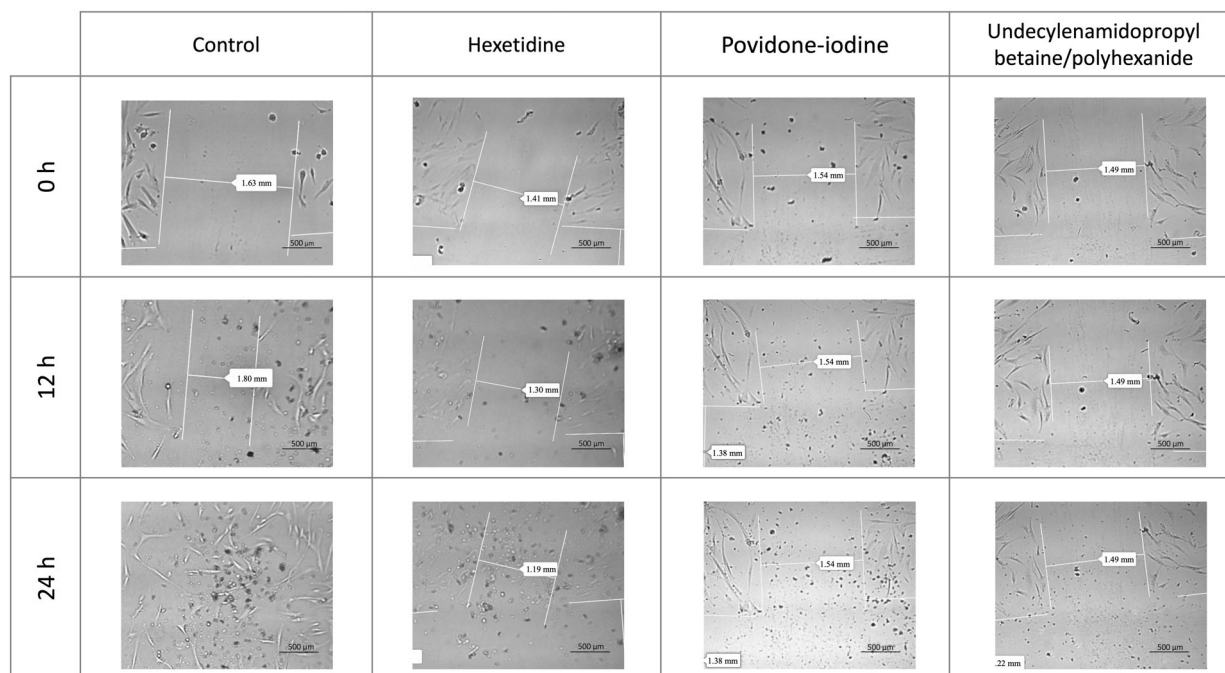 Control
Hexetidine
Povidone-iodine
Undecylenamidopropyl
betaine/polyhexanide
0 h
1.63 mm
500 µm
1.41 mm
500 µm
1.54 mm
500 µm
1.49 mm
500 µm
12 h
1.80 mm
500 µm
1.30 mm
500 µm
1.54 mm
1.38 mm
500 µm
1.49 mm
500 µm
24 h
500 µm
1.19 mm
500 µm
1.54 mm
1.38 mm
500 µm
1.49 mm
.22 mm
500 µm